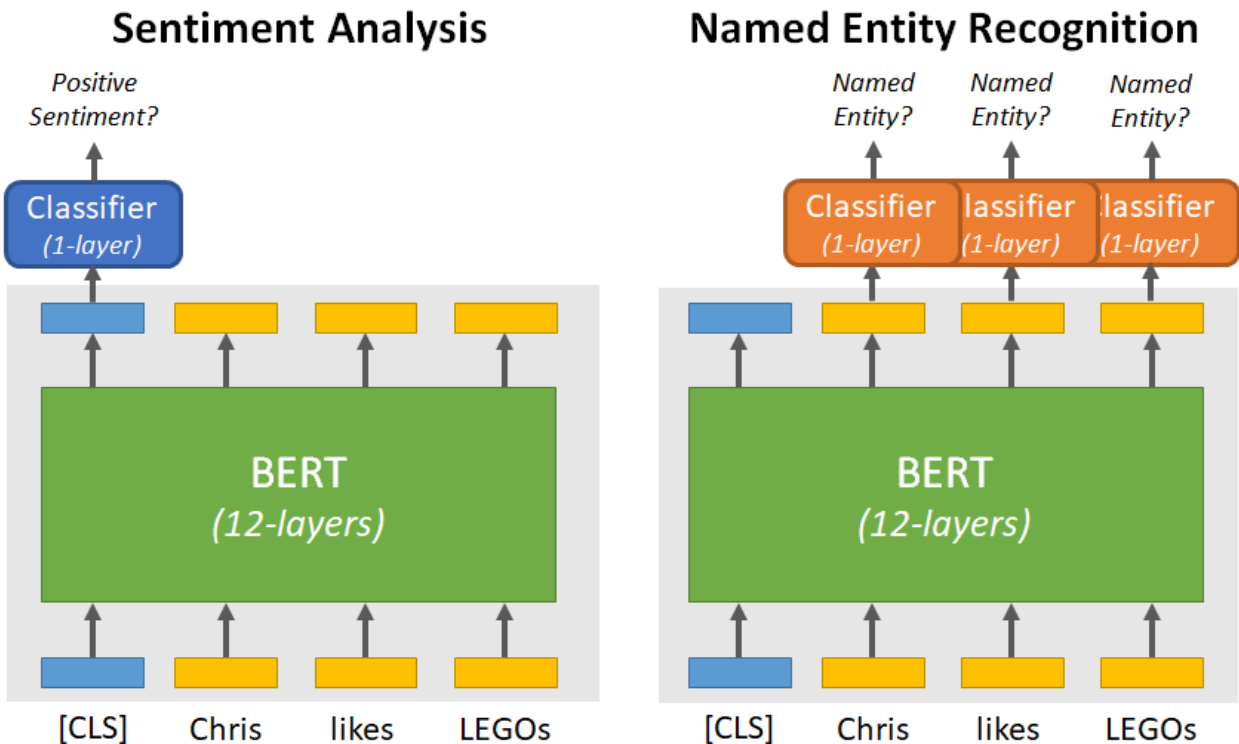 Sentiment Analysis
Positive
Sentiment?
Classifier
(1-layer)
BERT
(12-layers)
[CLS] Chris likes LEGOs
Named Entity Recognition
Named Named Named
Entity? Entity? Entity?
Classifier lassifier lassifier
(1-layer) (1-layer) (1-layer)
BERT
(12-layers)
[CLS] Chris likes LEGOs